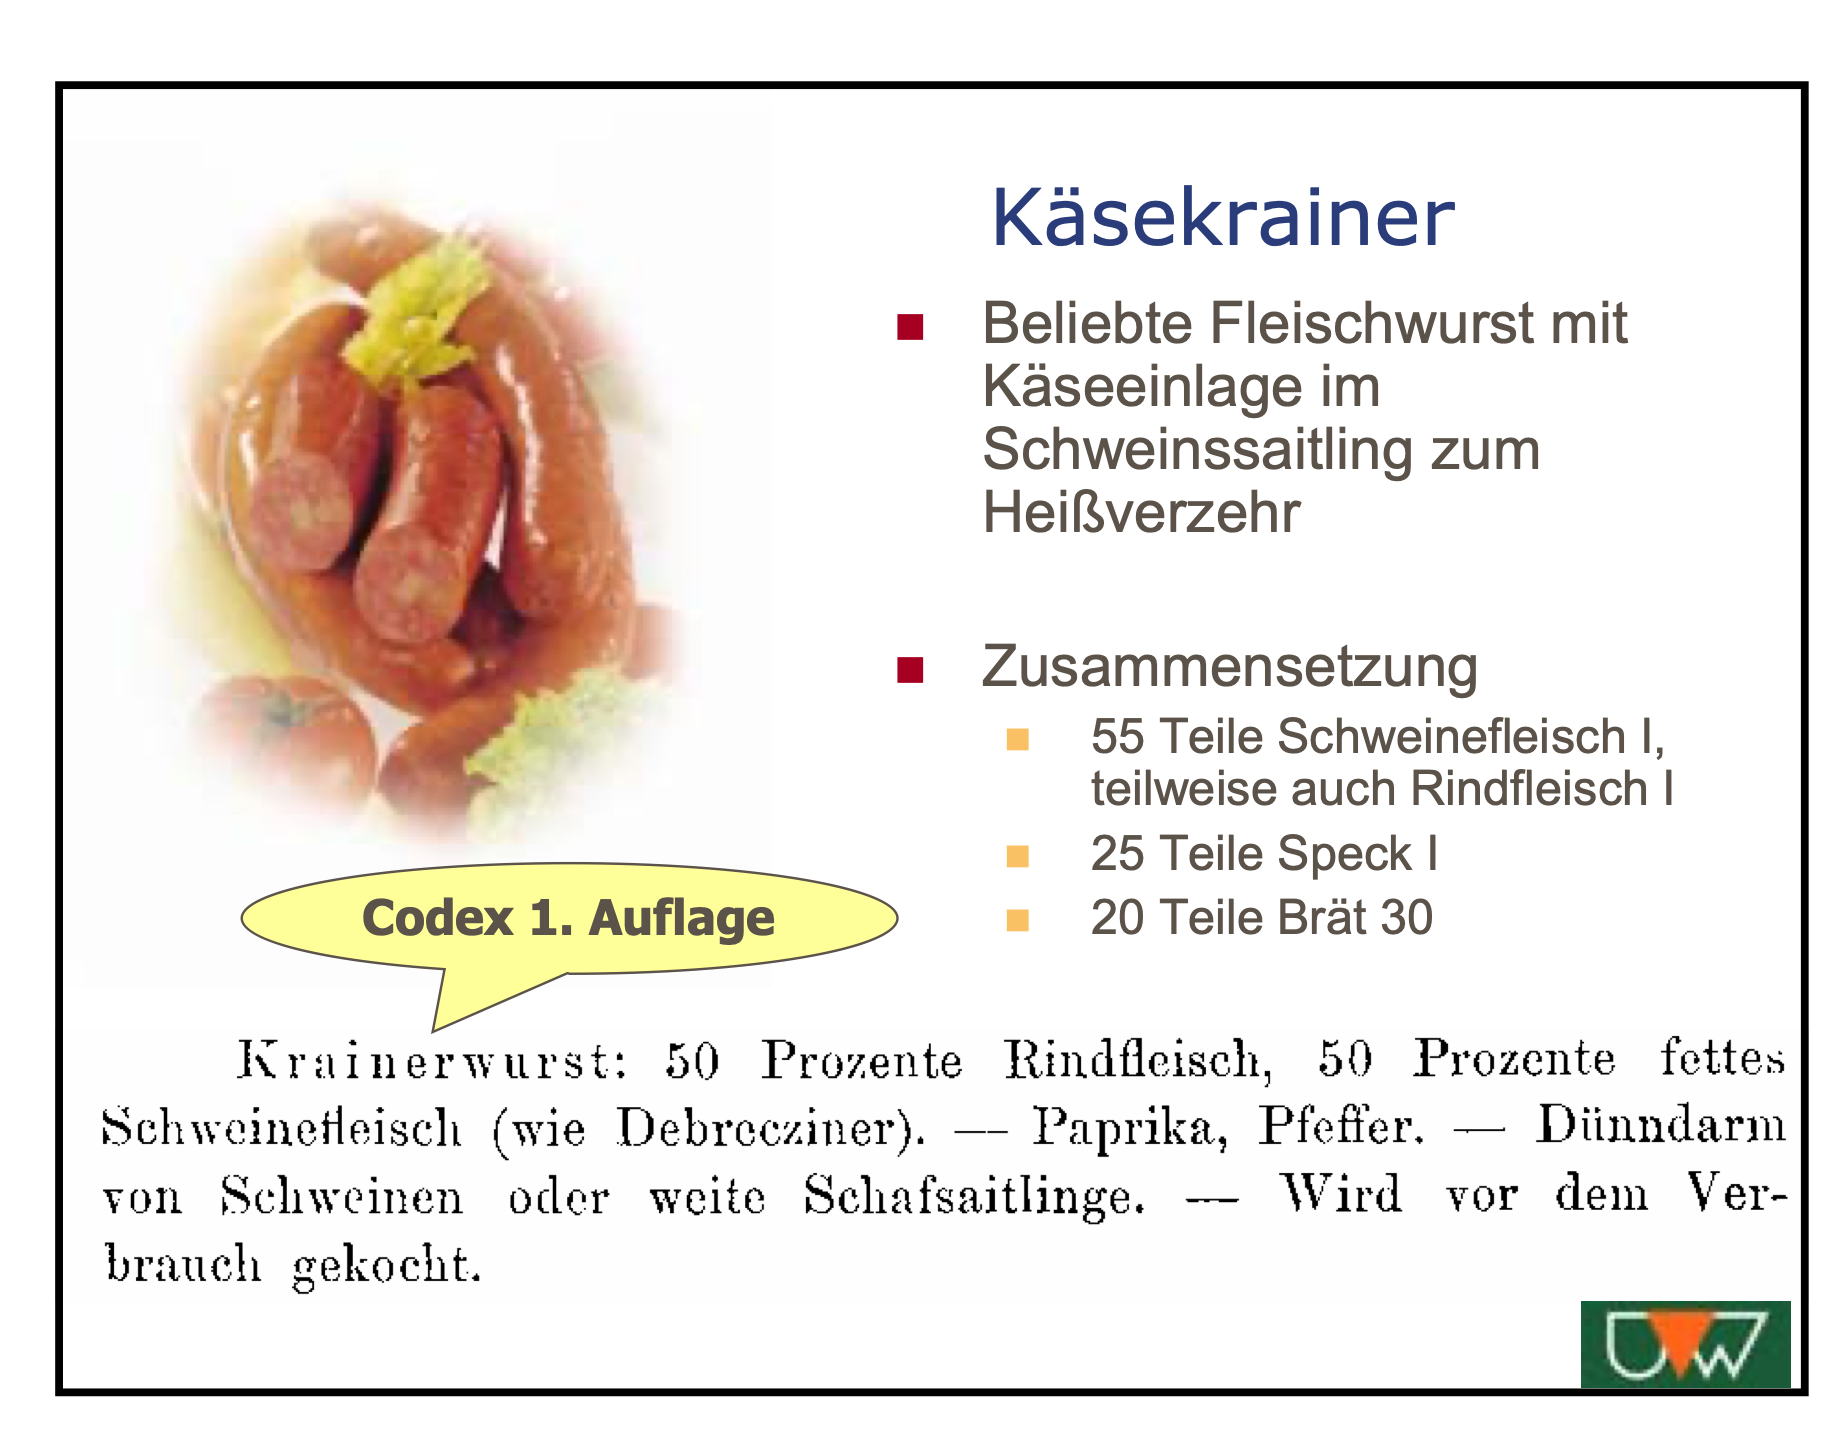 Käsekrainer
Beliebte Fleischwurst mit
Käseeinlage im
Schweinssaitling zum
Heißverzehr
Zusammensetzung
55 Teile Schweinefleisch I,
teilweise auch Rindfleisch I
25 Teile Speck I
20 Teile Brät 30
Codex 1. Auflage
Krainerwurst: 50 Prozente Rindfleisch, 50 Prozente fettes
Schweinefleisch (wie Debrecziner). — Paprika, Pfeffer. — Dünndarm
von Schweinen oder weite Schafsaitlinge. — Wird vor dem Ver-
brauch gekocht.
UVW